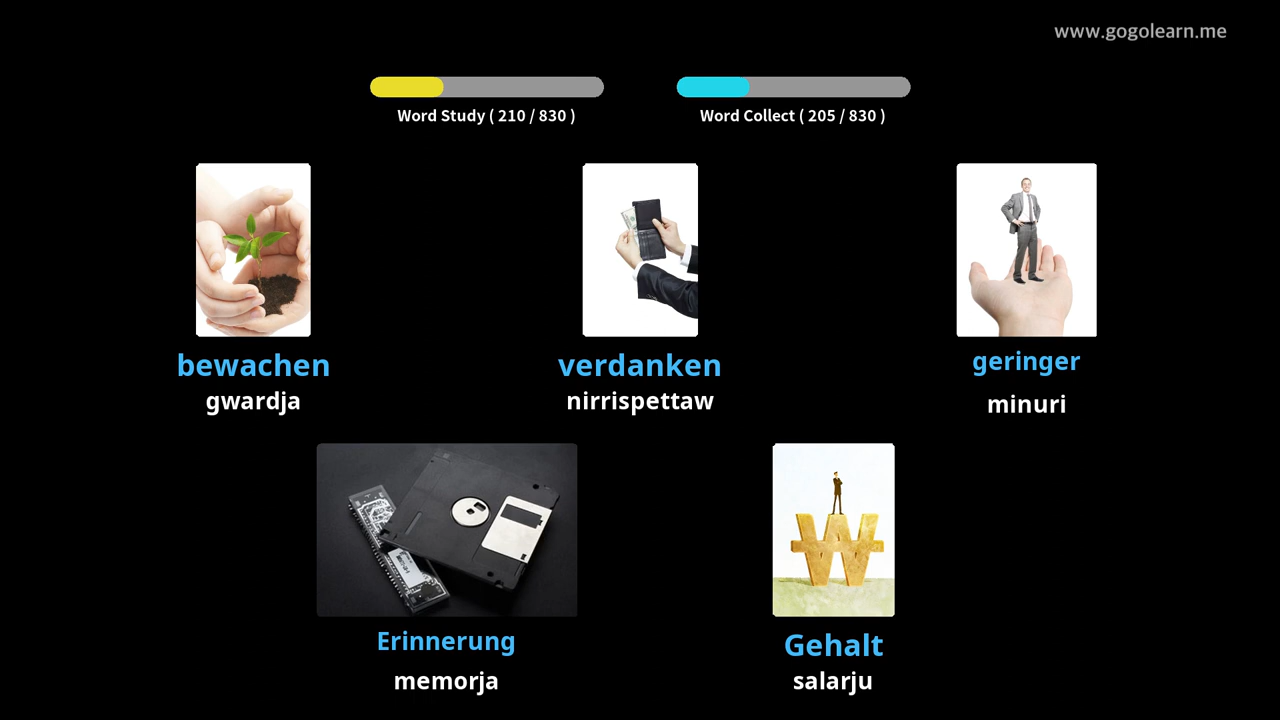 www.gogolearn.me
Word Study ( 210 / 830 )
Word Collect ( 205 / 830 )
bewachen
gwardja
verdanken
nirrispettaw
geringer
minuri
Erinnerung
memorja
Gehalt
salarju